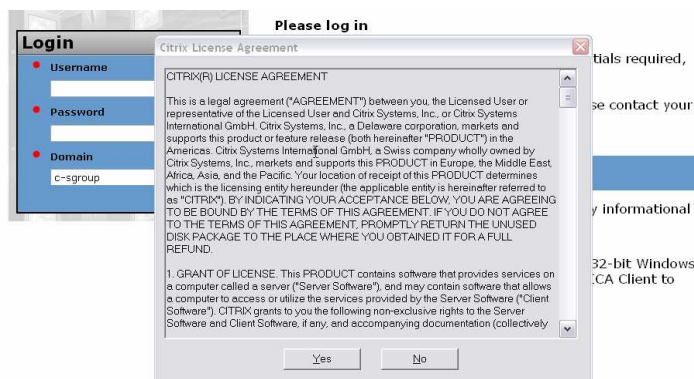 Please log in
Login
Username
Password
Domain
c-sgroup
tials required,
se contact your
y informational
32-bit Windows
ICA Client to
Citrix License Agreement
CITRIX(R) LICENSE AGREEMENT
This is a legal agreement ("AGREEMENT") between you, the Licensed User or
representative of the Licensed User and Citrix Systems, Inc., or Citrix Systems
International GmbH. Citrix Systems, Inc., a Delaware corporation, markets and
supports this product or feature release (both hereinafter "PRODUCT") in the
Americas. Citrix Systems International GmbH, a Swiss company wholly owned by
Citrix Systems, Inc., markets and supports this PRODUCT in Europe, the Middle East,
Africa, Asia, and the Pacific. Your location of receipt of this PRODUCT determines
which is the licensing entity hereunder (the applicable entity is hereinafter referred to
as "CITRIX"). BY INDICATING YOUR ACCEPTANCE BELOW, YOU ARE AGREEING
TO BE BOUND BY THE TERMS OF THIS AGREEMENT. IF YOU DO NOT AGREE
TO THE TERMS OF THIS AGREEMENT, PROMPTLY RETURN THE UNUSED
DISK PACKAGE TO THE PLACE WHERE YOU OBTAINED IT FOR A FULL
REFUND.
1. GRANT OF LICENSE. This PRODUCT contains software that provides services on
a computer called a server ("Server Software"), and may contain software that allows
a computer to access or utilize the services provided by the Server Software ("Client
Software"). CITRIX grants to you the following non-exclusive rights to the Server
Software and Client Software, if any, and accompanying documentation (collectively
Yes
No